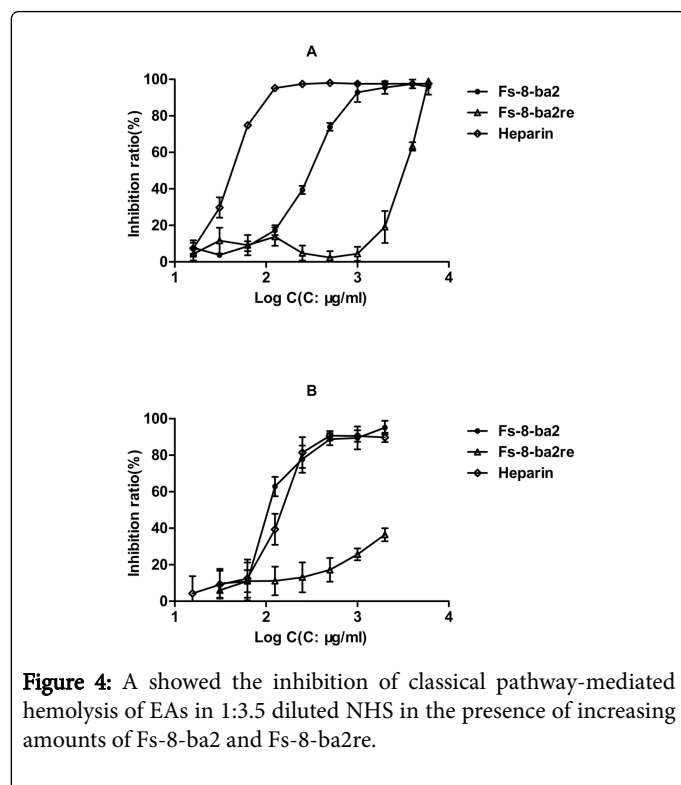 A
Inhibition ratio(%)
100
80
60
40
20
0
1
2
3
4
Log C(C: µg/ml)
Fs-8-ba2
Fs-8-ba2re
Heparin
B
Inhibition ratio(%)
100
80
60
40
20
0
1
2
3
4
Log C(C: µg/ml)
Fs-8-ba2
Fs-8-ba2re
Heparin
Figure 4: A showed the inhibition of classical pathway-mediated
hemolysis of EAs in 1:3.5 diluted NHS in the presence of increasing
amounts of Fs-8-ba2 and Fs-8-ba2re.